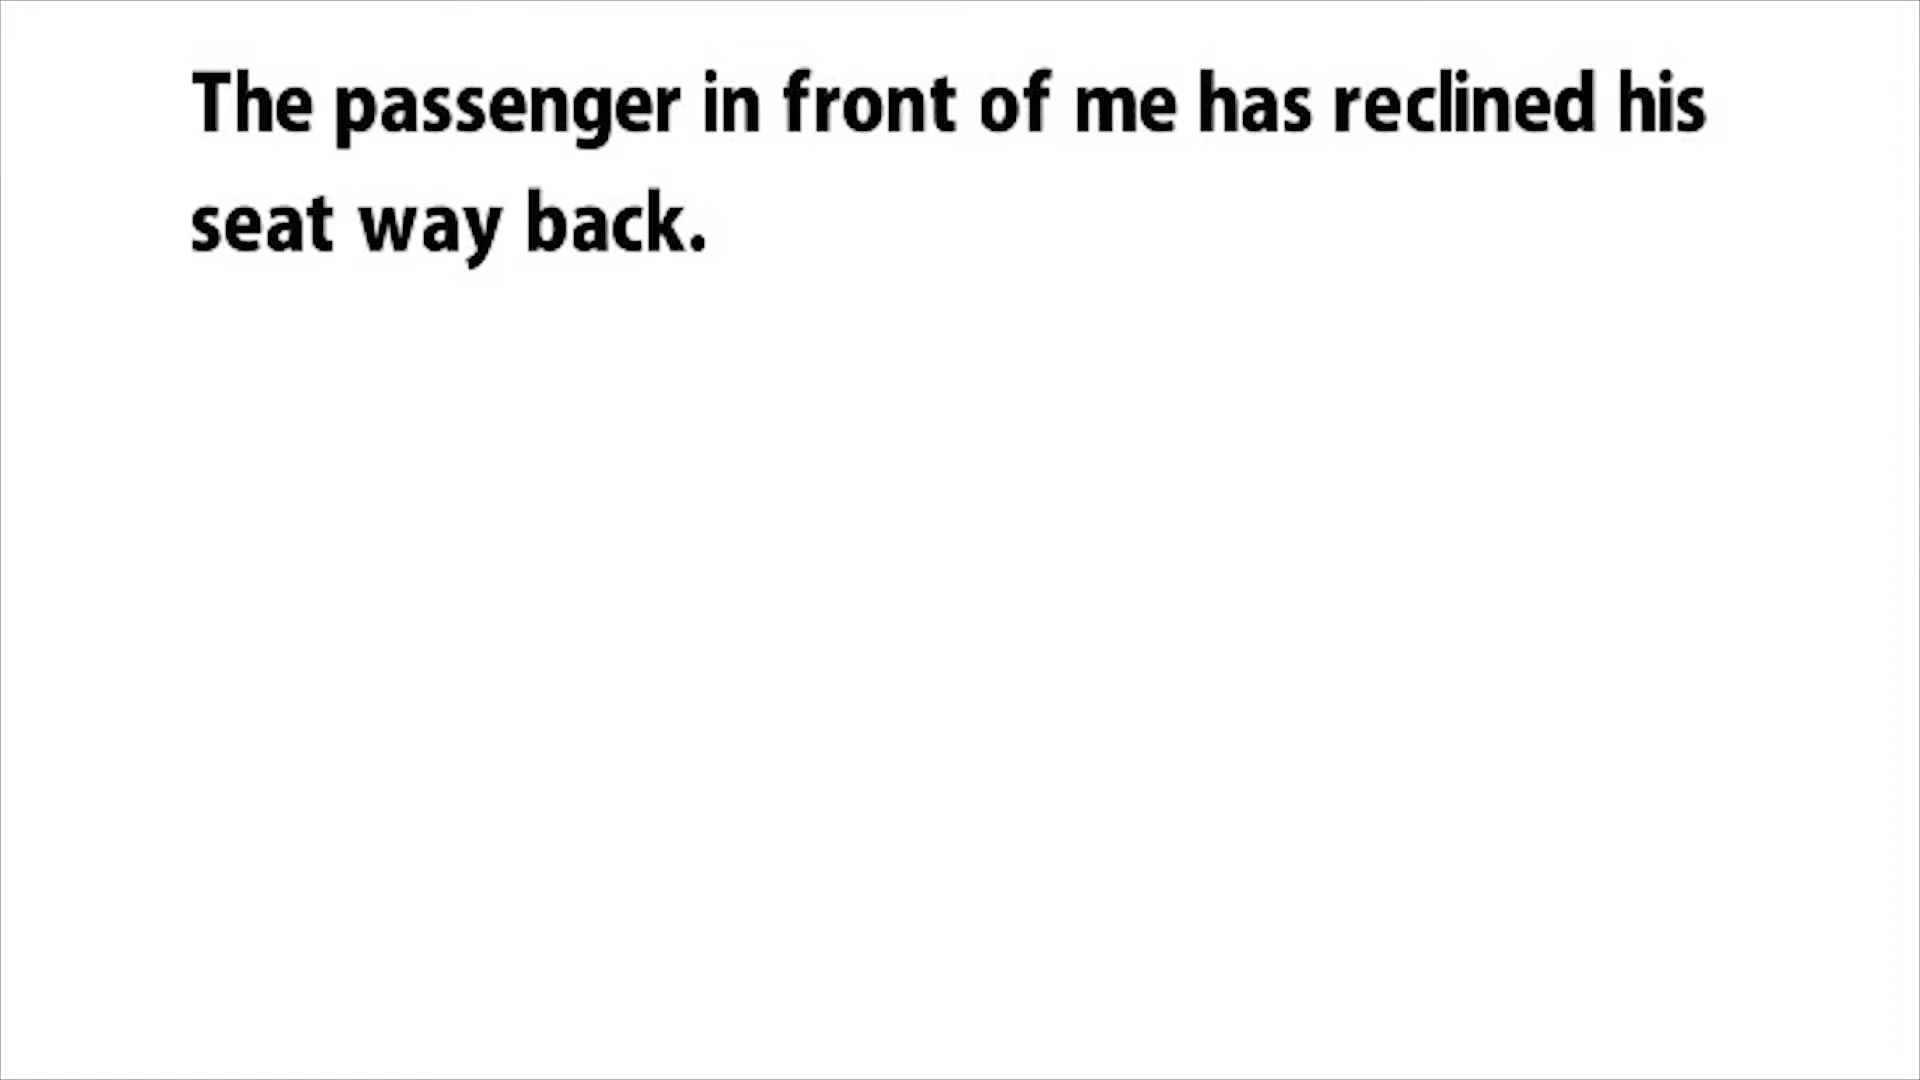 The passenger in front of me has reclined his
seat way back.